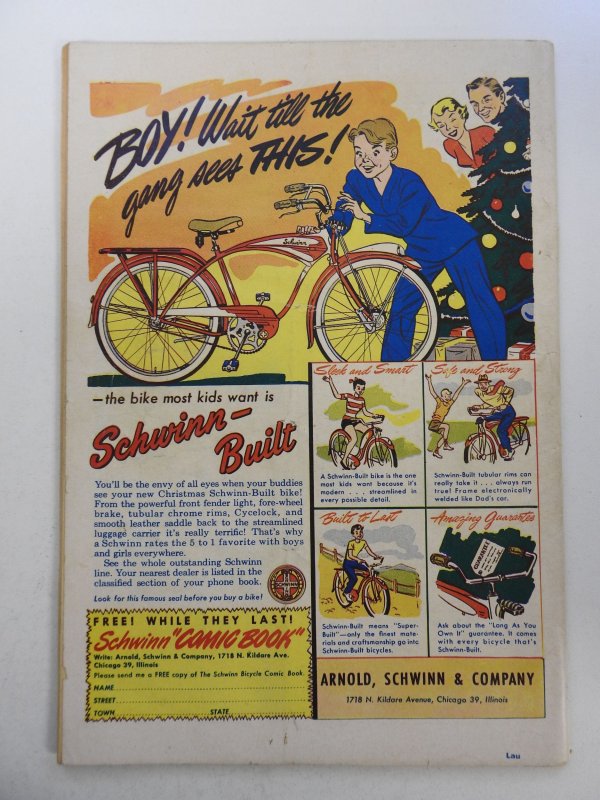 BOY! Wait till the
gang sees THIS!
Schwinn
—the bike most kids want is
Schwinn–
Built
You'll be the envy of all eyes when your buddies
see your new Christmas Schwinn-Built bike!
From the powerful front fender light, fore-wheel
brake, tubular chrome rims, Cycelock, and
smooth leather saddle back to the streamlined
luggage carrier it's really terrific! That's why
a Schwinn rates the 5 to 1 favorite with boys
and girls everywhere.
See the whole outstanding Schwinn
line. Your nearest dealer is listed in the
classified section of your phone book.
Look for this famous seal before you buy a bike!
FREE! WHILE THEY LAST!
Schwinn "COMIC BOOK"
Write: Arnold, Schwinn & Company, 1718 N. Kildare Ave.
Chicago 39, Illinois
Please send me a FREE copy of The Schwinn Bicycle Comic Book.
NAME
STREET
TOWN STATE
Sleek and Smart
A Schwinn-Built bike is the one
most kids want because it's
modern . . . . streamlined in
every possible detail.
Safe and Strong
Schwinn-Built tubular rims can
really take it . . . always run
true! Frame electronically
welded like Dad's car.
Built to Last
Schwinn-Built means "Super-
Built"—only the finest mate-
rials and craftsmanship go into
Schwinn-Built bicycles.
Amazing Guarantee
GUARANTEE
Ask about the "Long As You
Own It" guarantee. It comes
with every bicycle that's
Schwinn-Built.
ARNOLD, SCHWINN & COMPANY
1718 N. Kildare Avenue, Chicago 39, Illinois
Lau